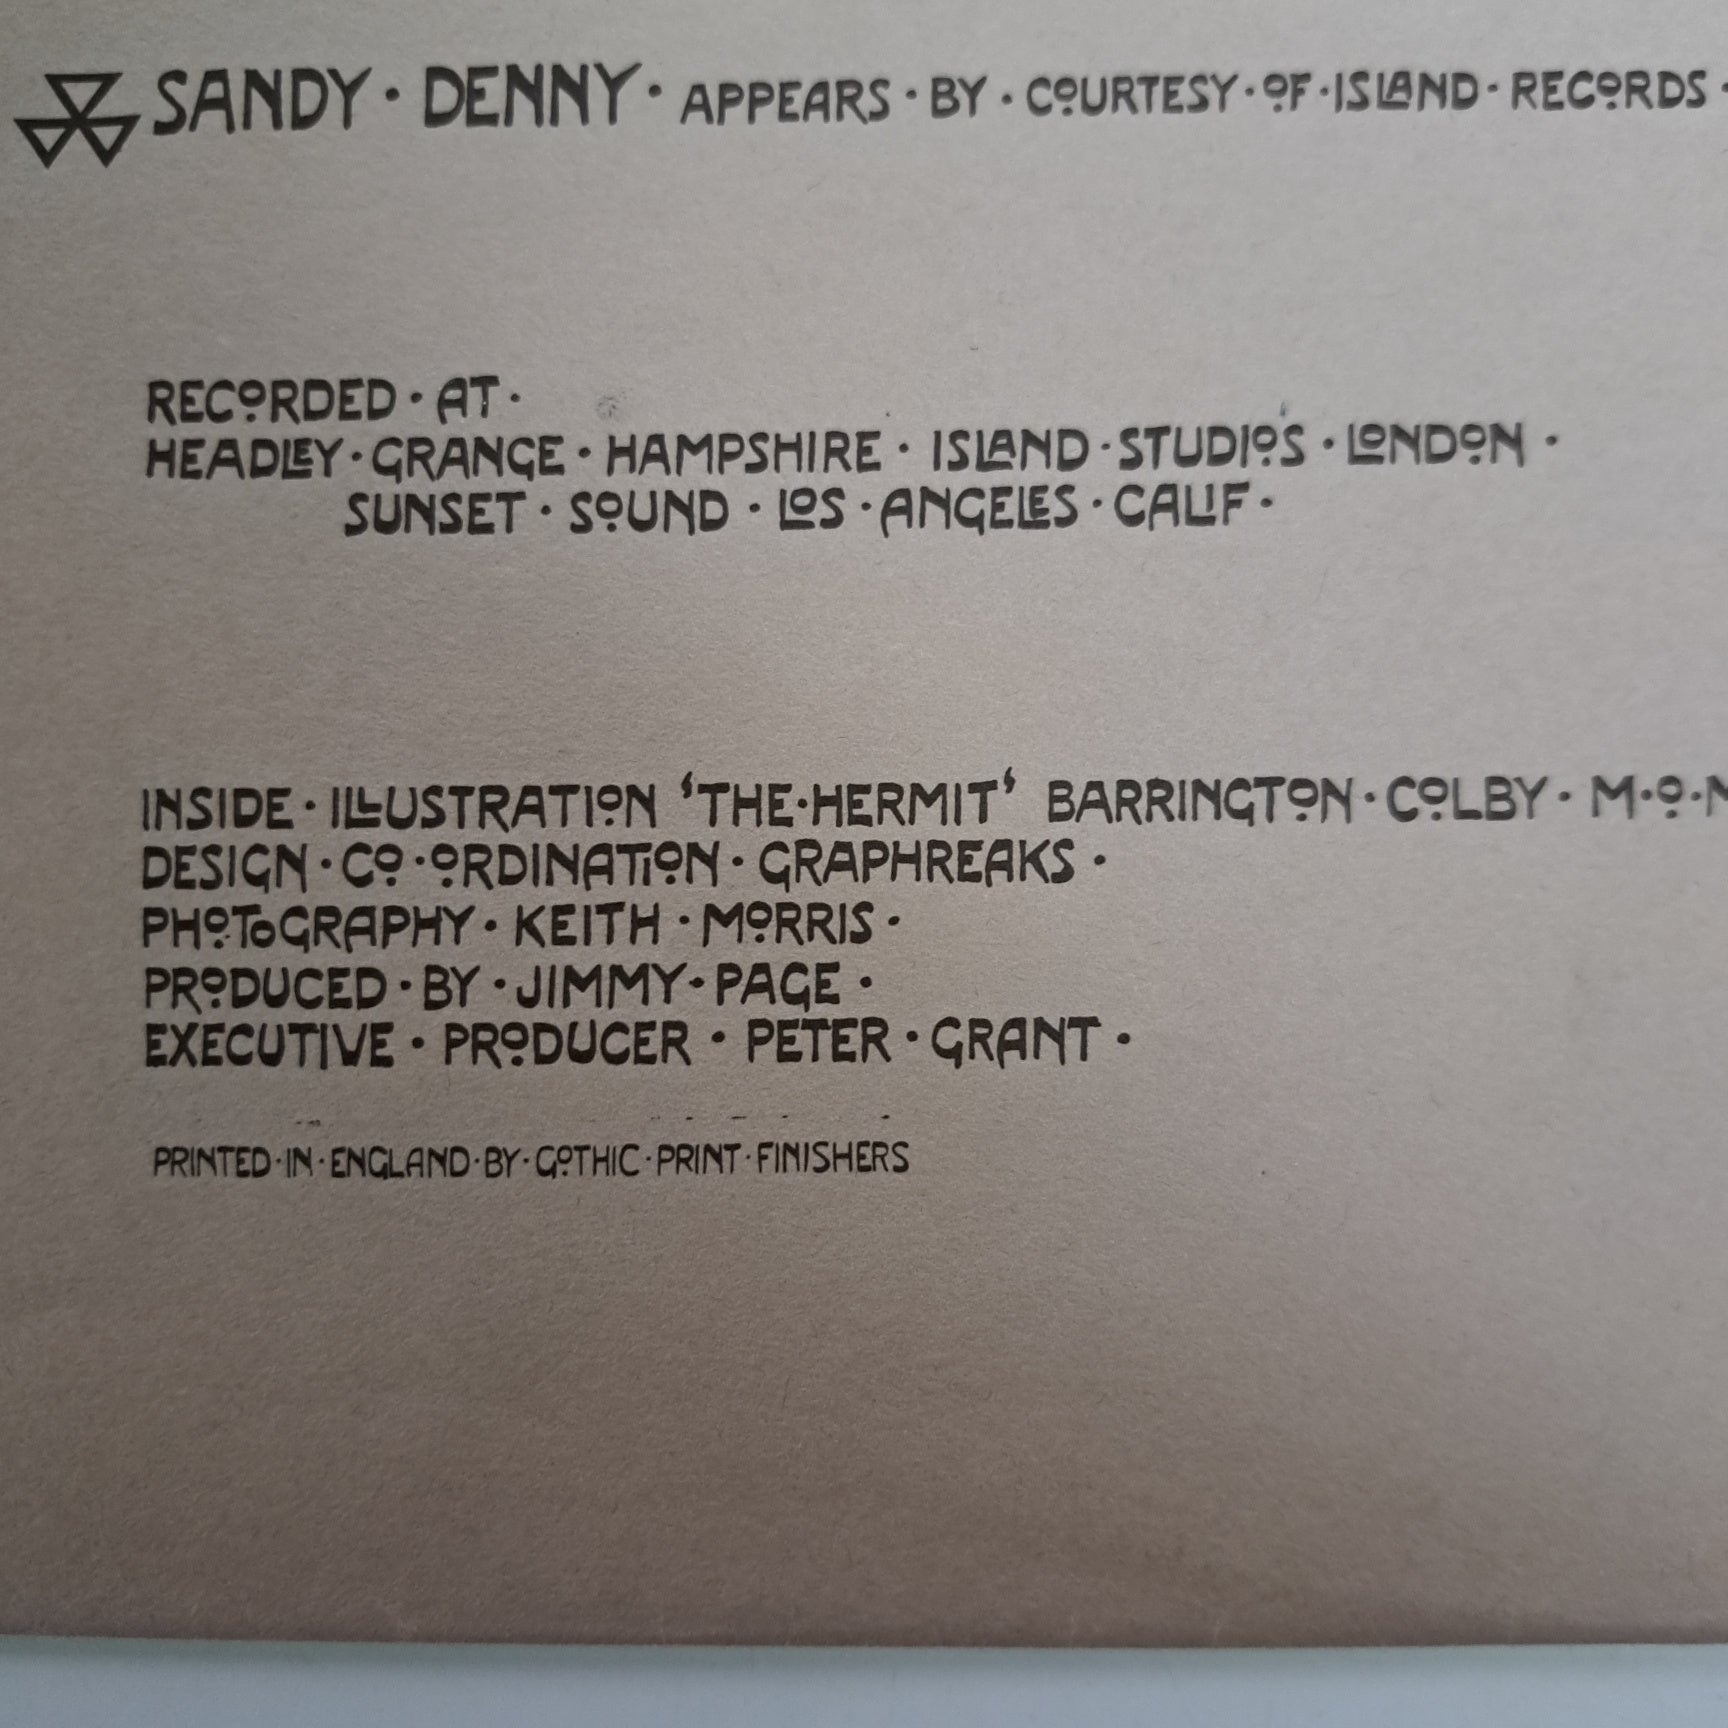 SANDY · DENNY · APPEARS · BY · COURTESY · OF · ISLAND · RECORDS ·
RECORDED · AT ·
HEADLEY · GRANGE · HAMPSHIRE · ISLAND · STUDIO'S · LONDON ·
SUNSET · SOUND · LOS · ANGELES · CALIF ·
INSIDE · ILLUSTRATION ‘THE·HERMIT‘ BARRINGTON · COLBY · M·O·
DESIGN · CO·ORDINATION · GRAPHREAKS ·
PHOTOGRAPHY · KEITH · MORRIS ·
PRODUCED · BY · JIMMY · PAGE ·
EXECUTIVE · PRODUCER · PETER · GRANT ·
PRINTED · IN · ENGLAND · BY · GOTHIC · PRINT · FINISHERS